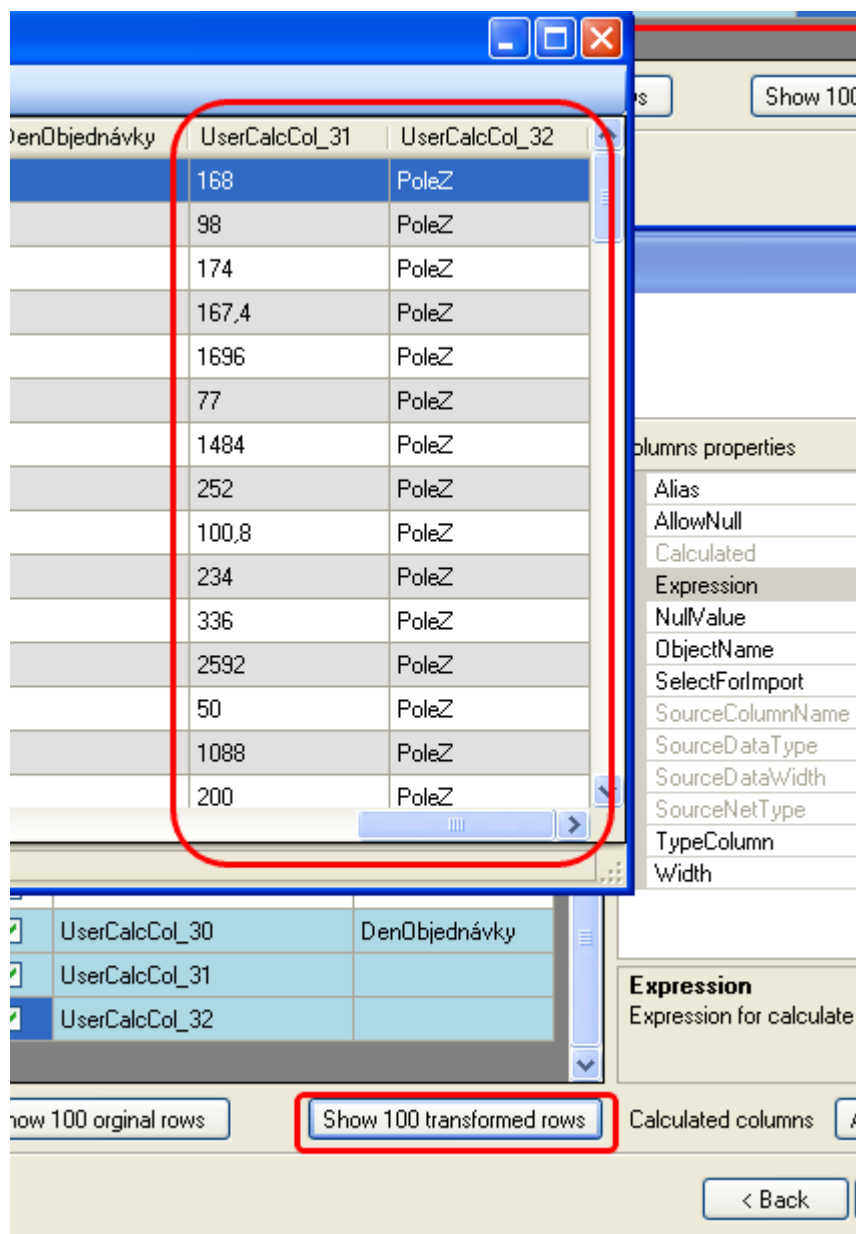 os Show 100
DenObjednávky UserCalcCol_31 UserCalcCol_32
168 PoleZ
98 PoleZ
174 PoleZ
167,4 PoleZ
1696 PoleZ
77 PoleZ
1484 PoleZ
252 PoleZ
100,8 PoleZ
234 PoleZ
336 PoleZ
2592 PoleZ
50 PoleZ
1088 PoleZ
200 PoleZ
olumns properties
Alias
AllowNull
Calculated
Expression
NullValue
ObjectName
SelectForImport
SourceColumnName
SourceDataType
SourceDataWidth
SourceNetType
TypeColumn
Width
UserCalcCol_30 DenObjednávky
UserCalcCol_31
UserCalcCol_32
Expression
Expression for calculate
how 100 orginal rows Show 100 transformed rows Calculated columns A
< Back